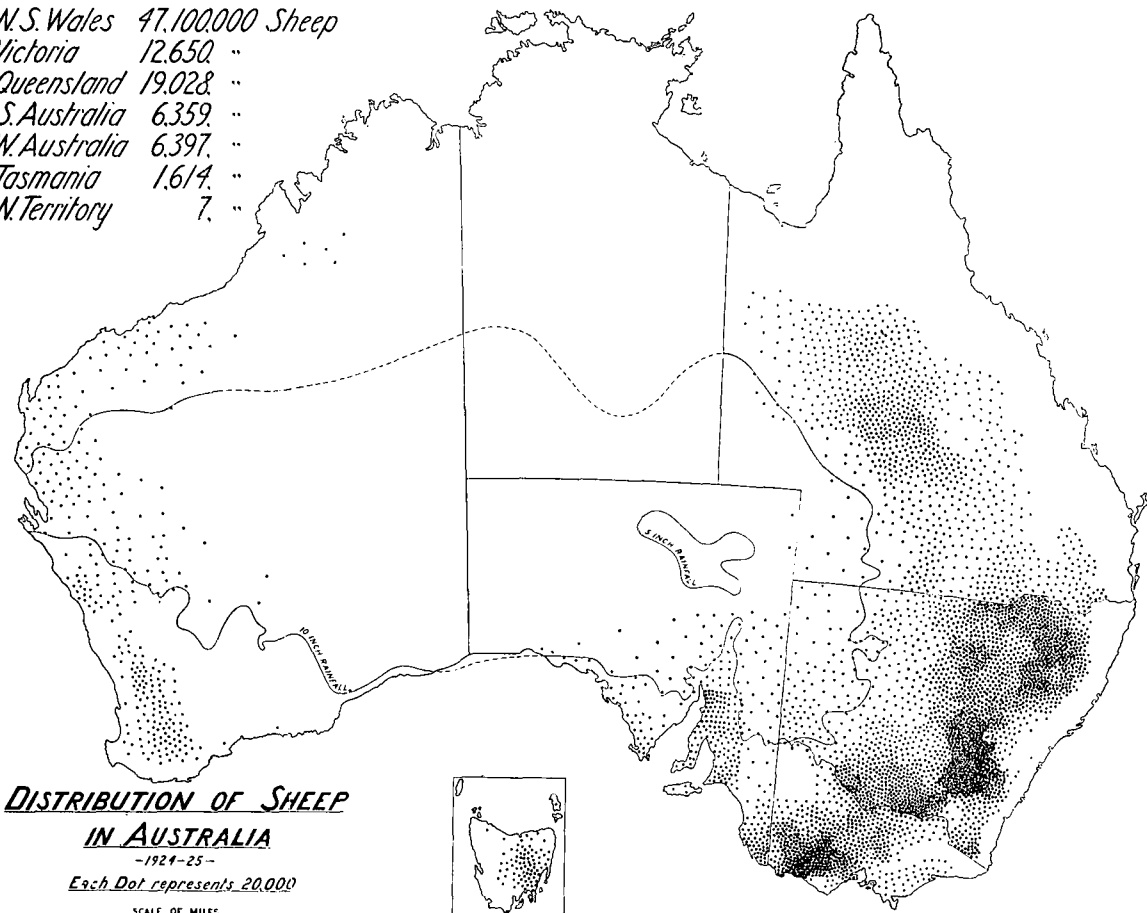 N.S. Wales 47,100,000 Sheep
Victoria 12,650, "
Queensland 19,028, "
S. Australia 6,359, "
W. Australia 6,397, "
Tasmania 1,614, "
N. Territory 7, "
5 INCH RAINFALL
10 INCH RAINFALL
DISTRIBUTION OF SHEEP
IN AUSTRALIA
-1924-25-
Each Dot represents 20,000
SCALE OF MILES